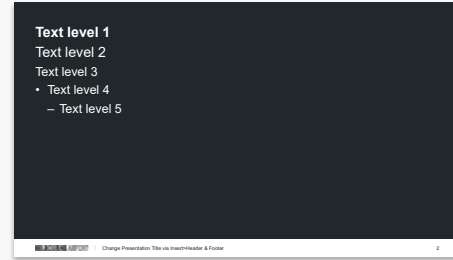 Text level 1
Text level 2
Text level 3
• Text level 4
– Text level 5
Change Presentation Title via Insert>Header & Footer
2